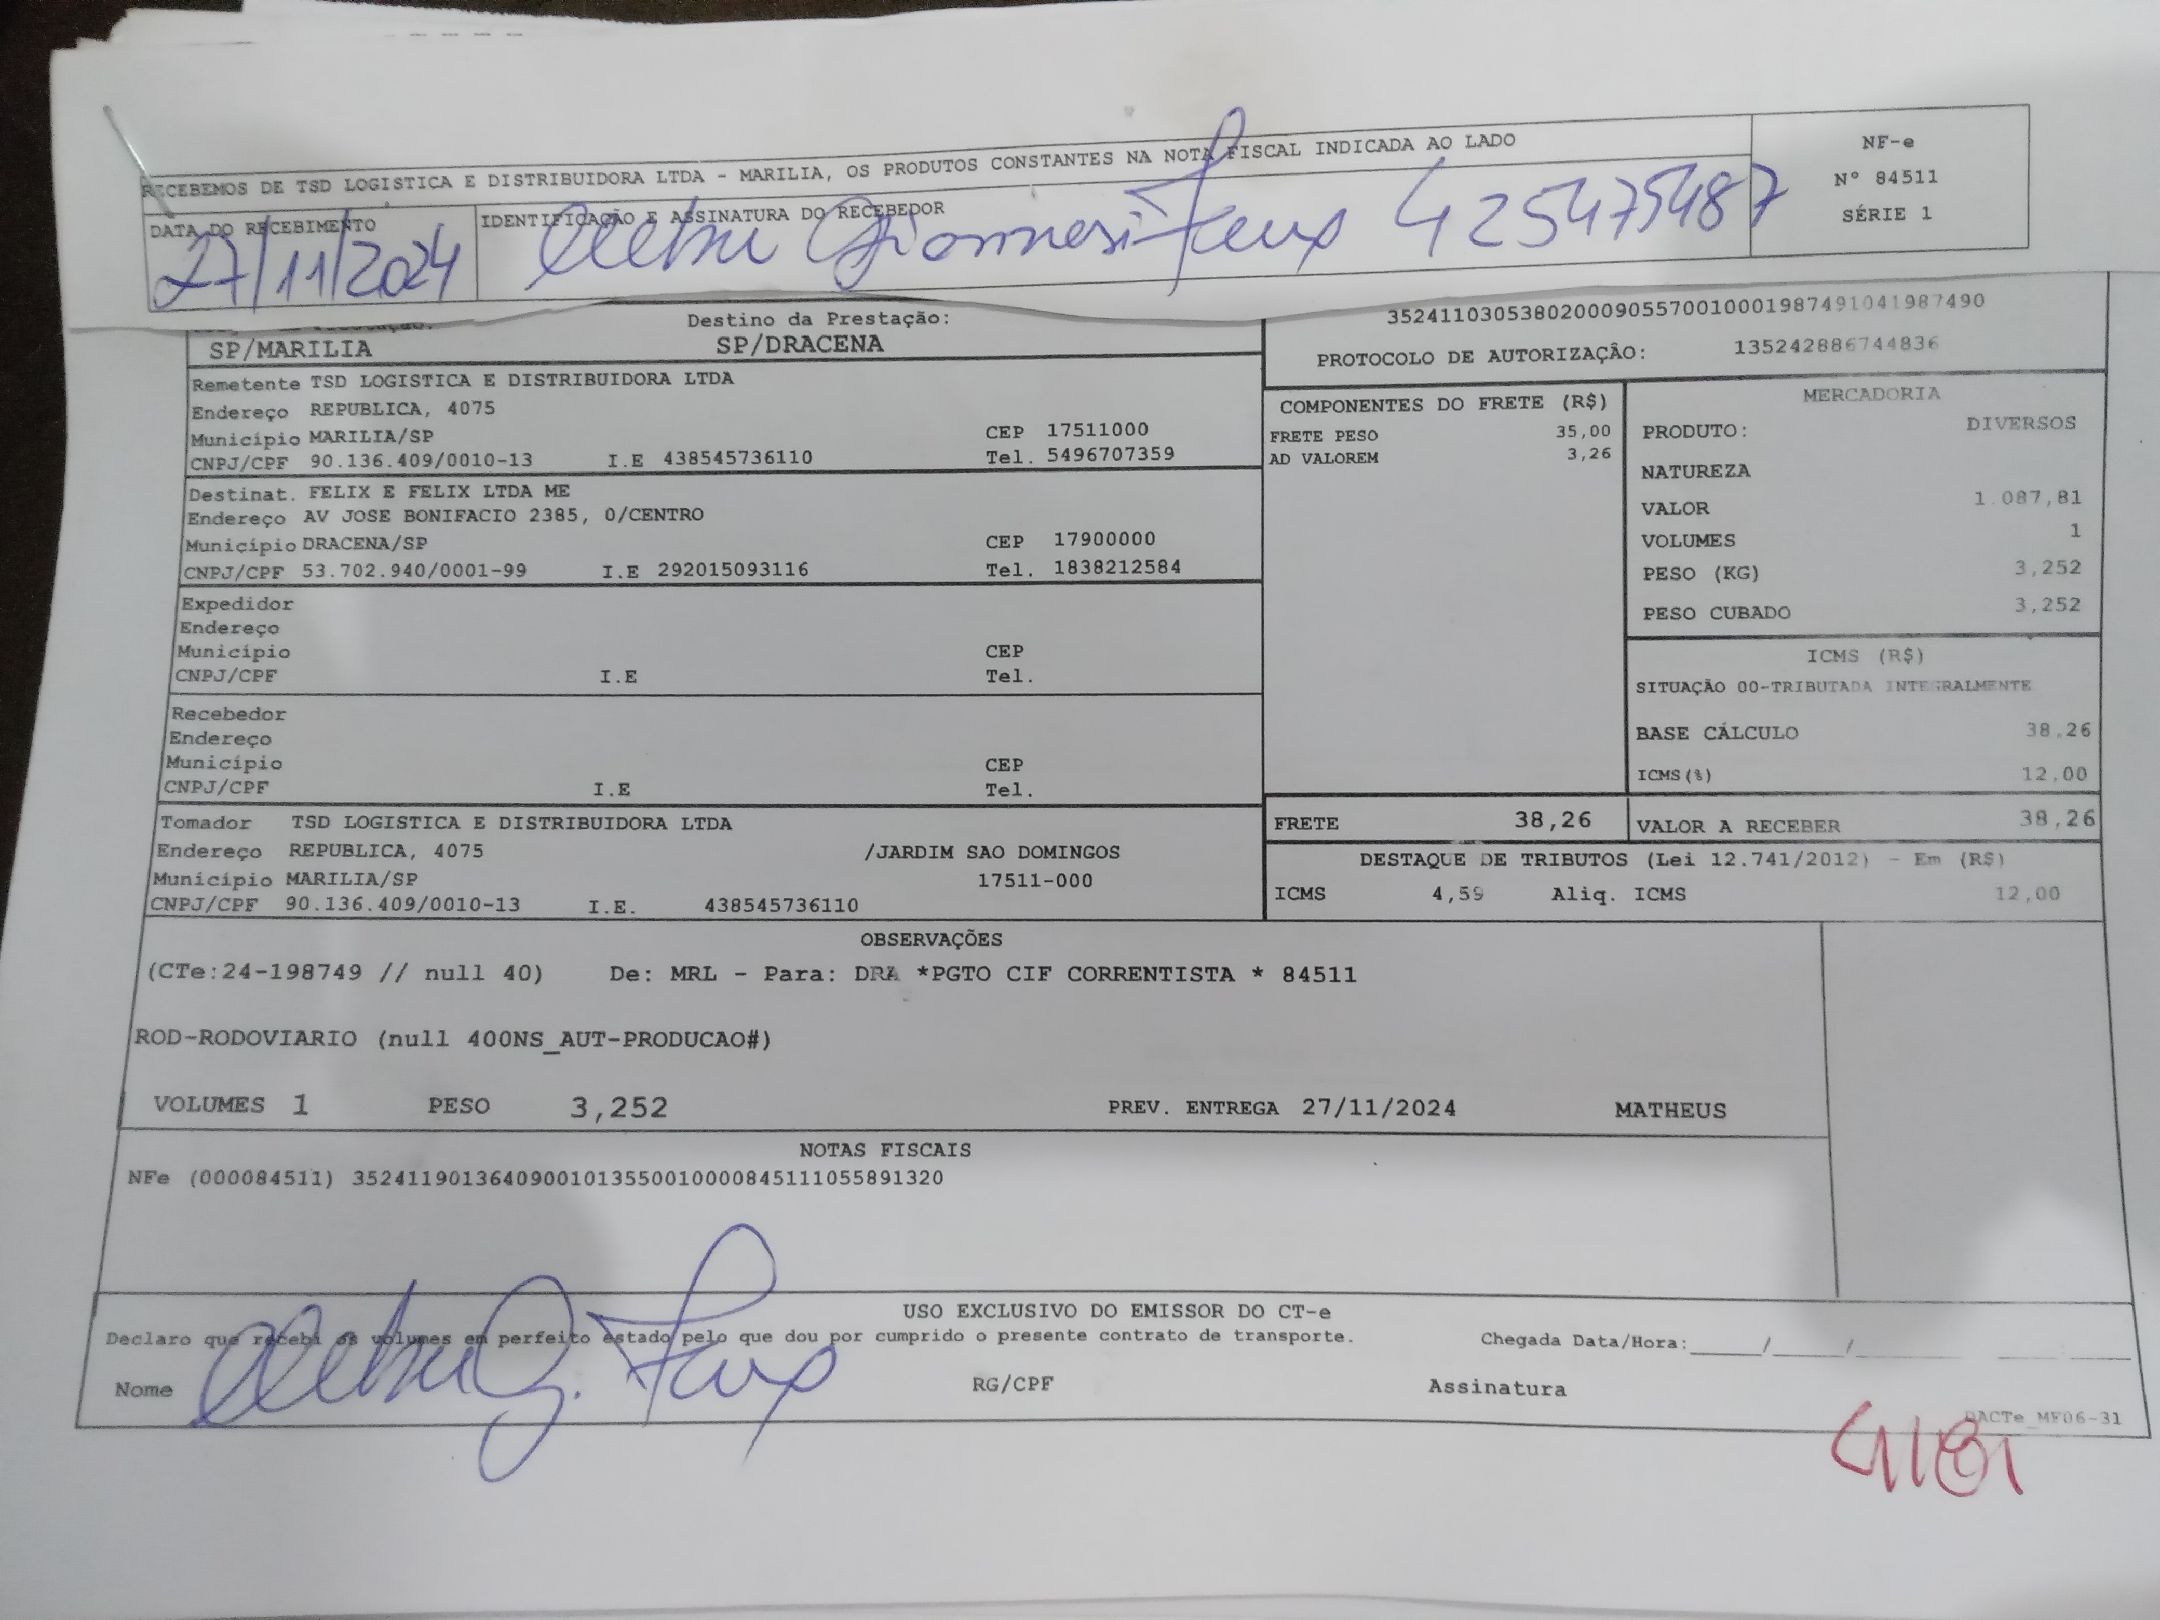 RECEBEMOS DE TSD LOGISTICA E DISTRIBUIDORA LTDA - MARILIA, OS PRODUTOS CONSTANTES NA NOTA FISCAL INDICADA AO LADO
NF-e
Nº 84511
SÉRIE 1
DATA DO RECEBIMENTO
27/11/2024
IDENTIFICAÇÃO E ASSINATURA DO RECEBEDOR
425475487
Destino da Prestação:
SP/MARILIA
SP/DRACENA
35241103053802000905570010001987491041987490
PROTOCOLO DE AUTORIZAÇÃO: 135242886744836
Remetente TSD LOGISTICA E DISTRIBUIDORA LTDA
Endereço REPUBLICA, 4075
Município MARILIA/SP CEP 17511000
CNPJ/CPF 90.136.409/0010-13 I.E 438545736110 Tel. 5496707359
Destinat. FELIX E FELIX LTDA ME
Endereço AV JOSE BONIFACIO 2385, 0/CENTRO
Município DRACENA/SP CEP 17900000
CNPJ/CPF 53.702.940/0001-99 I.E 292015093116 Tel. 1838212584
Expedidor
Endereço
Município CEP
CNPJ/CPF I.E Tel.
Recebedor
Endereço
Município CEP
CNPJ/CPF I.E Tel.
Tomador TSD LOGISTICA E DISTRIBUIDORA LTDA
Endereço REPUBLICA, 4075 /JARDIM SAO DOMINGOS
Município MARILIA/SP 17511-000
CNPJ/CPF 90.136.409/0010-13 I.E. 438545736110
COMPONENTES DO FRETE (R$)
FRETE PESO 35,00
AD VALOREM 3,26
MERCADORIA
PRODUTO: DIVERSOS
NATUREZA
VALOR 1.087,81
VOLUMES 1
PESO (KG) 3,252
PESO CUBADO 3,252
ICMS (R$)
SITUAÇÃO 00-TRIBUTADA INTEGRALMENTE
BASE CÁLCULO 38,26
ICMS(%) 12,00
FRETE 38,26
VALOR A RECEBER 38,26
DESTAQUE DE TRIBUTOS (Lei 12.741/2012) - Em (R$)
ICMS 4,59 Aliq. ICMS 12,00
OBSERVAÇÕES
(CTe:24-198749 // null 40) De: MRL - Para: DRA *PGTO CIF CORRENTISTA * 84511
ROD-RODOVIARIO (null 400NS_AUT-PRODUCAO#)
VOLUMES 1 PESO 3,252 PREV. ENTREGA 27/11/2024 MATHEUS
NOTAS FISCAIS
NFe (000084511) 35241190136409001013550010000845111055891320
USO EXCLUSIVO DO EMISSOR DO CT-e
Declaro que recebi os volumes em perfeito estado pelo que dou por cumprido o presente contrato de transporte. Chegada Data/Hora:_____/_____/_____
Nome RG/CPF Assinatura
DACTe_MF06-31